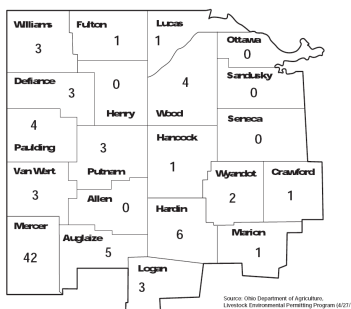 Williams
3
Fulton
1
Lucas
1
Ottawa
0
Defiance
3
0
Henry
4
Wood
Sandusky
0
4
Paulding
3
Putnam
Hancock
1
Seneca
0
Van Wert
3
Allen
0
Hardin
6
Wyandot
2
Crawford
1
Mercer
42
Auglaize
5
Marion
1
Logan
3
Source: Ohio Department of Agriculture,
Livestock Environmental Permitting Program (4/27/